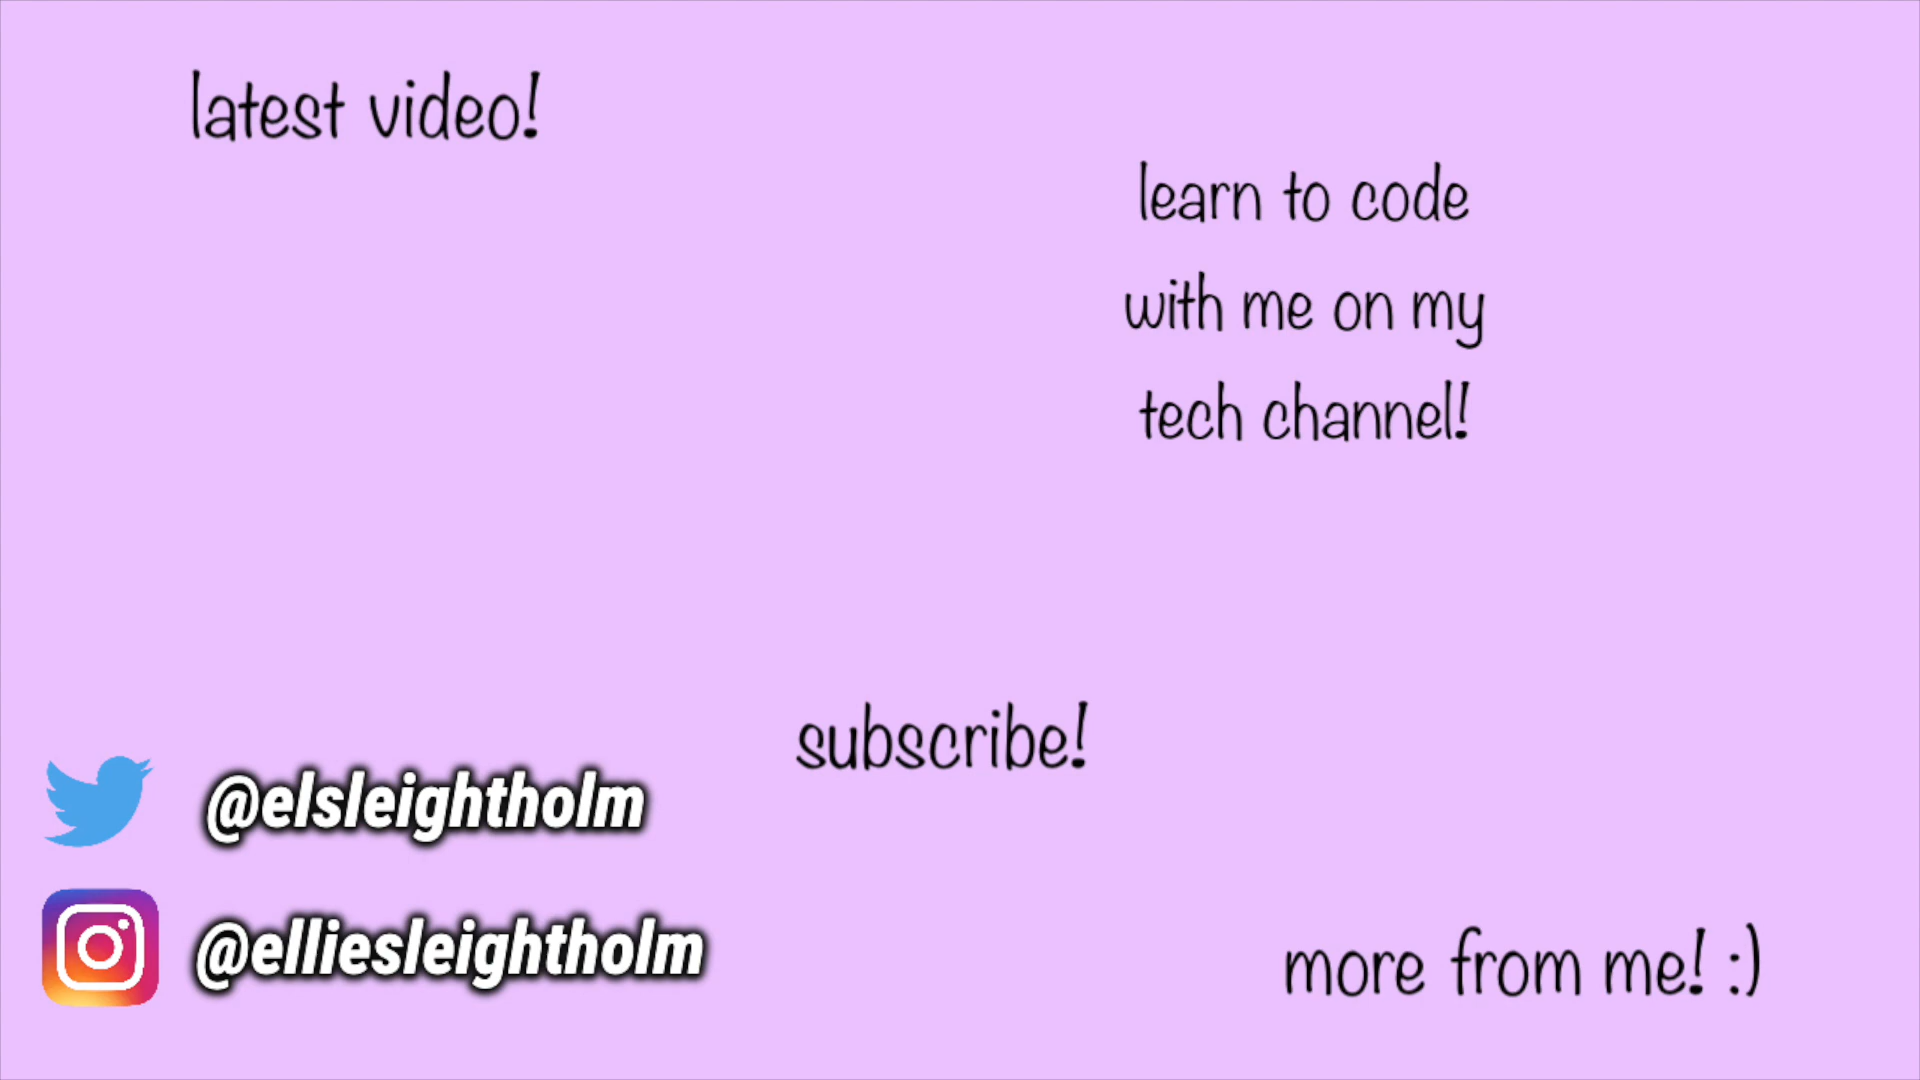 latest video!
learn to code
with me on my
tech channel!
subscribe!
@elsleightholm
@elliesleightholm
more from me! :)